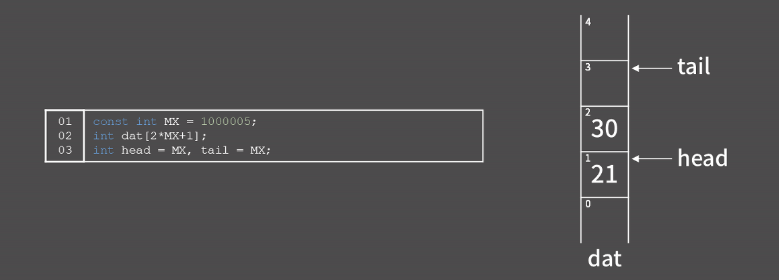 01 const int MX = 1000005;
02 int dat[2*MX+1];
03 int head = MX, tail = MX;
4
3
tail
2
30
1
21
head
0
dat